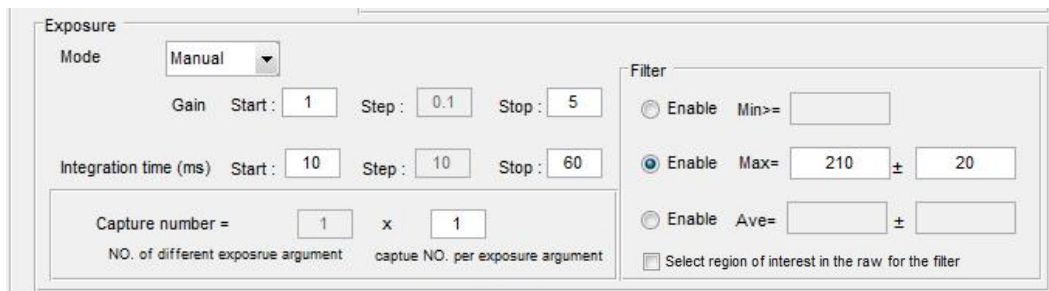 Exposure
Mode Manual
Gain Start : 1 Step : 0.1 Stop : 5
Integration time (ms) Start : 10 Step : 10 Stop : 60
Capture number = 1 x 1
NO. of different exposrue argument captue NO. per exposure argument
Filter
Enable Min>=
Enable Max= 210 ± 20
Enable Ave= ±
Select region of interest in the raw for the filter